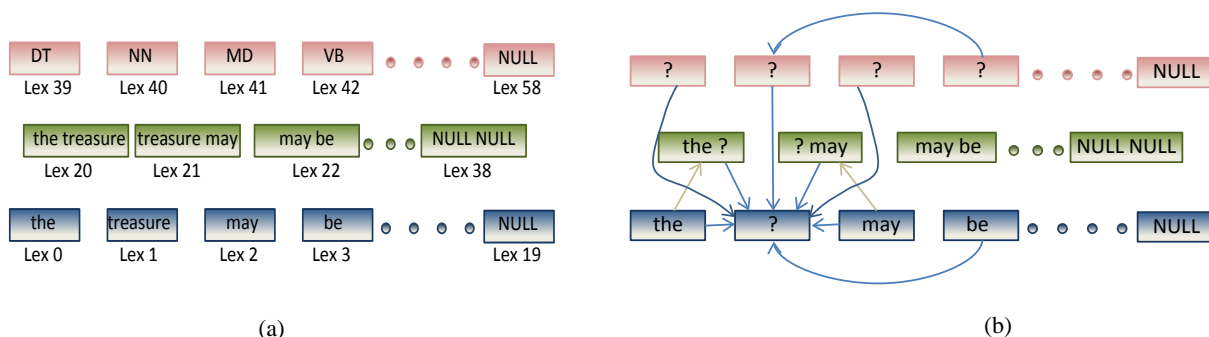 DT NN MD VB NULL
Lex 39 Lex 40 Lex 41 Lex 42 Lex 58
the treasure treasure may may be NULL NULL
Lex 20 Lex 21 Lex 22 Lex 38
the treasure may be NULL
Lex 0 Lex 1 Lex 2 Lex 3 Lex 19
(a)
? ? ? ? NULL
the ? ? may may be NULL NULL
the ? may be NULL
(b)